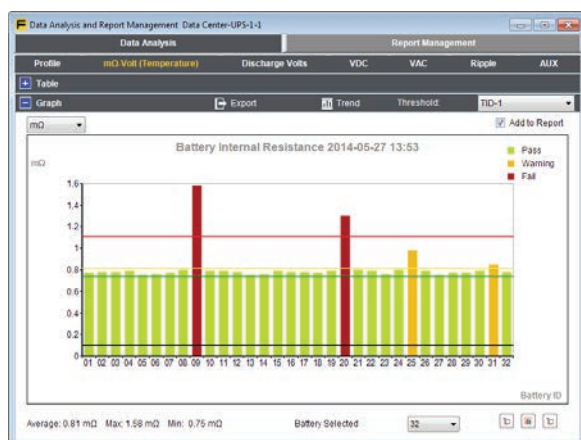 Data Analysis and Report Management Data Center-UPS-1-1
Data Analysis Report Management
Profile mΩ Volt (Temperature) Discharge Volts VDC VAC Ripple AUX
Table
Graph Export Trend Threshold: TID-1
mΩ Add to Report
Battery Internal Resistance 2014-05-27 13:53
Pass
Warning
Fail
mΩ
1.6
1.4
1.2
1
0.8
0.6
0.4
0.2
0
01 02 03 04 05 06 07 08 09 10 11 12 13 14 15 16 17 18 19 20 21 22 23 24 25 26 27 28 29 30 31 32
Battery ID
Average: 0.81 mΩ Max: 1.58 mΩ Min: 0.75 mΩ Battery Selected 32